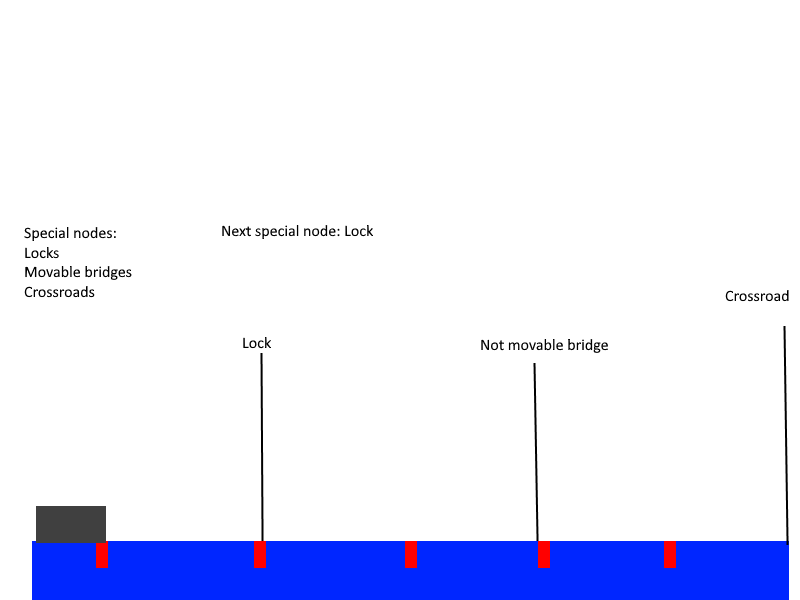 Special nodes:
Locks
Movable bridges
Crossroads
Next special node: Lock
Crossroad
Lock
Not movable bridge